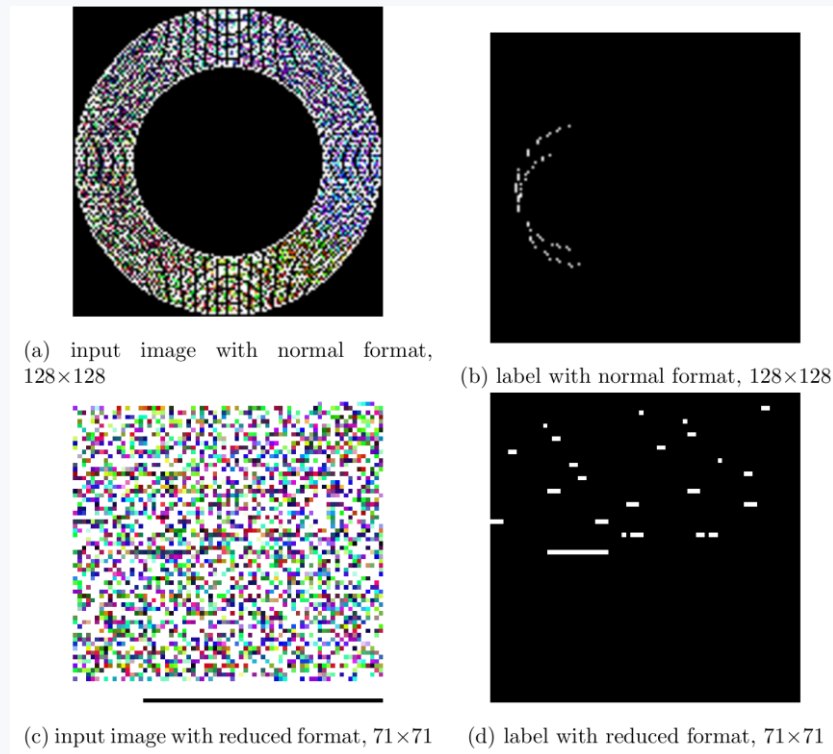 (a) input image with normal format,
128×128
(b) label with normal format, 128×128
(c) input image with reduced format, 71×71
(d) label with reduced format, 71×71